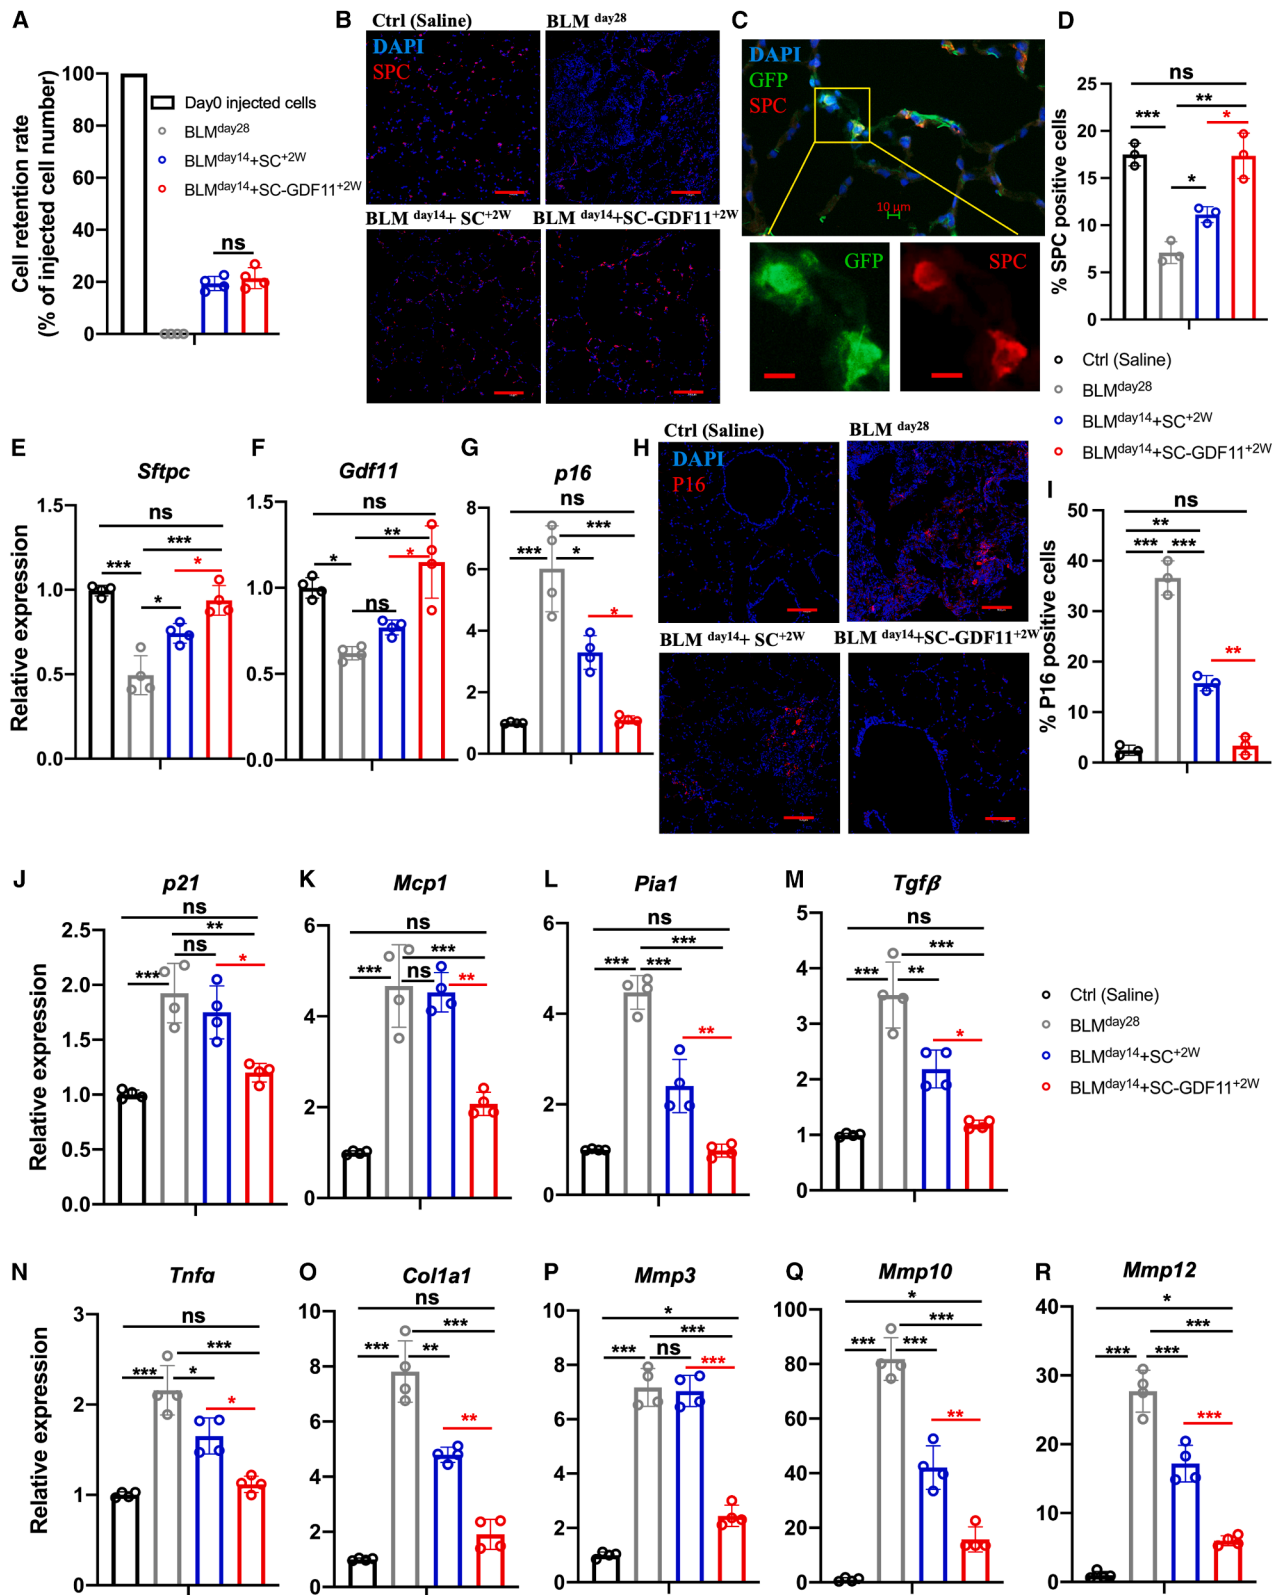 A
Cell retention rate
(% of injected cell number)
100
80
60
40
20
0
Day0 injected cells
BLMday28
BLMday14+SC+2W
BLMday14+SC-GDF11+2W
ns
B
Ctrl (Saline)
BLM day28
DAPI
SPC
BLM day14+ SC+2W
BLM day14+SC-GDF11+2W
C
DAPI
GFP
SPC
10 μm
GFP
SPC
D
% SPC positive cells
25
20
15
10
5
0
ns
**
***
*
*
Ctrl (Saline)
BLMday28
BLMday14+SC+2W
BLMday14+SC-GDF11+2W
E
Sftpc
Relative expression
1.5
1.0
0.5
0.0
ns
***
***
*
*
F
Gdf11
1.5
1.0
0.5
0.0
ns
**
*
*
ns
G
p16
8
6
4
2
0
ns
***
***
*
*
H
Ctrl (Saline)
BLM day28
DAPI
P16
BLM day14+ SC+2W
BLM day14+SC-GDF11+2W
I
% P16 positive cells
50
40
30
20
10
0
ns
**
***
***
**
J
p21
Relative expression
2.5
2.0
1.5
1.0
0.5
0.0
ns
**
ns
***
*
K
Mcp1
6
4
2
0
ns
***
***
ns
**
L
Pia1
6
4
2
0
ns
***
***
***
**
M
Tgfβ
5
4
3
2
1
0
ns
***
***
**
*
Ctrl (Saline)
BLMday28
BLMday14+SC+2W
BLMday14+SC-GDF11+2W
N
Tnfα
Relative expression
3
2
1
0
ns
***
***
*
*
O
Col1a1
10
8
6
4
2
0
ns
***
***
**
**
P
Mmp3
10
8
6
4
2
0
*
***
***
ns
***
Q
Mmp10
100
80
60
40
20
0
*
***
***
***
**
R
Mmp12
40
30
20
10
0
*
***
***
***
***